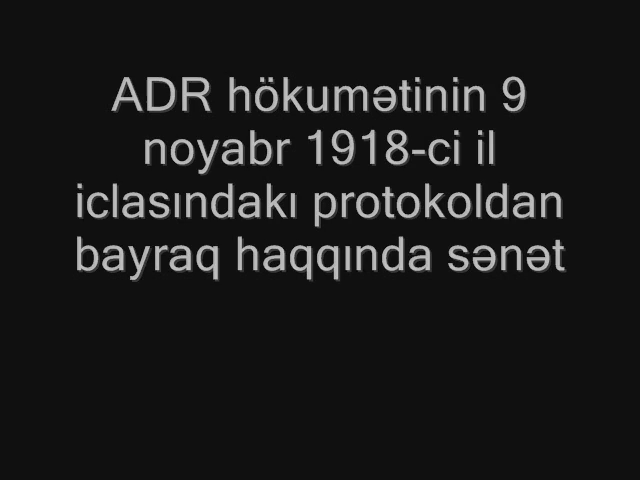 ADR hökumətinin 9
noyabr 1918-ci il
iclasındakı protokoldan
bayraq haqqında sənət